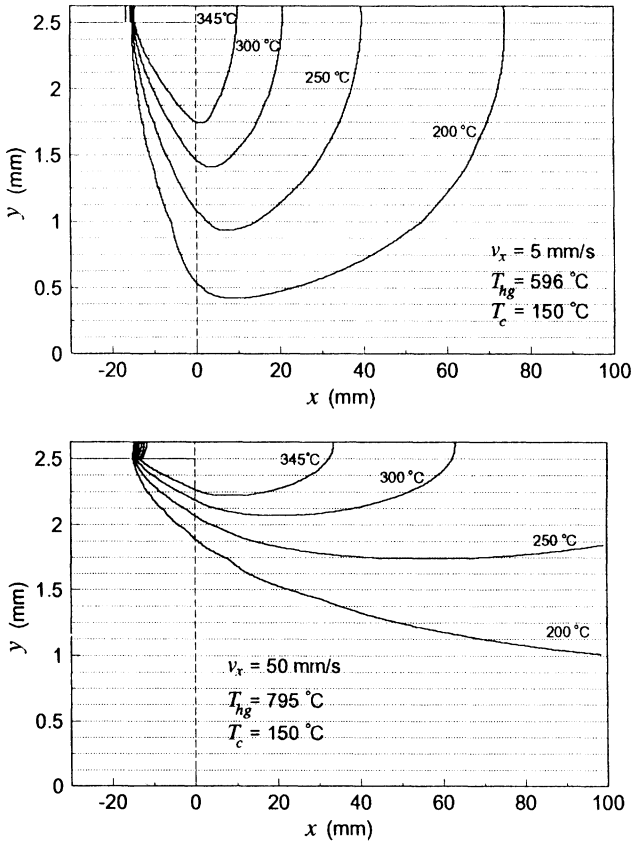 2.5
2
1.5
1
0.5
0
y (mm)
345°C
300 °C
250 °C
200 °C
vx = 5 mm/s
Thg = 596 °C
Tc = 150 °C
-20 0 20 40 60 80 100
x (mm)
2.5
2
1.5
1
0.5
0
y (mm)
345°C
300 °C
250 °C
200 °C
vx = 50 mm/s
Thg = 795 °C
Tc = 150 °C
-20 0 20 40 60 80 100
x (mm)